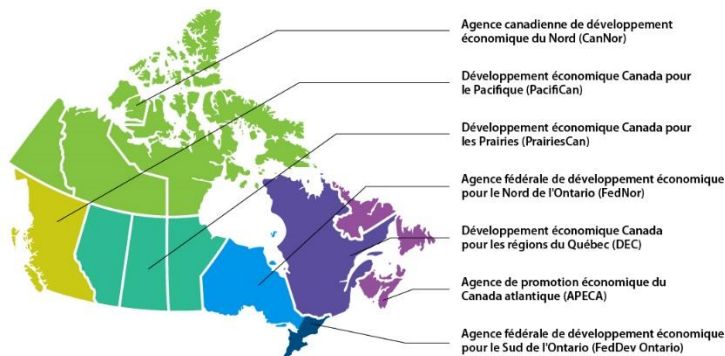 Agence canadienne de développement
économique du Nord (CanNor)
Développement économique Canada pour
le Pacifique (PacifiCan)
Développement économique Canada pour
les Prairies (PrairiesCan)
Agence fédérale de développement économique
pour le Nord de l'Ontario (FedNor)
Développement économique Canada
pour les régions du Québec (DEC)
Agence de promotion économique du
Canada atlantique (APECA)
Agence fédérale de développement économique
pour le Sud de l'Ontario (FedDev Ontario)